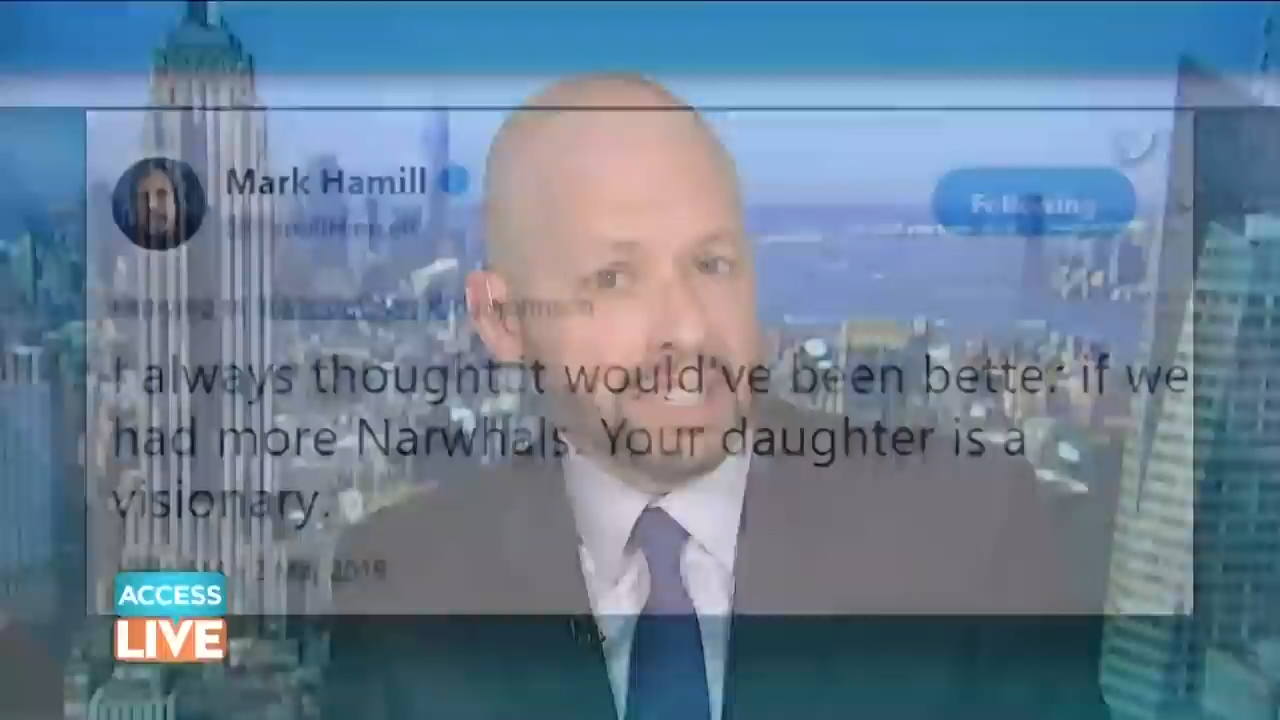 Mark Hamill
Following
I always thought it would've been better if we
had more Narwhals. Your daughter is a
visionary.
ACCESS
LIVE